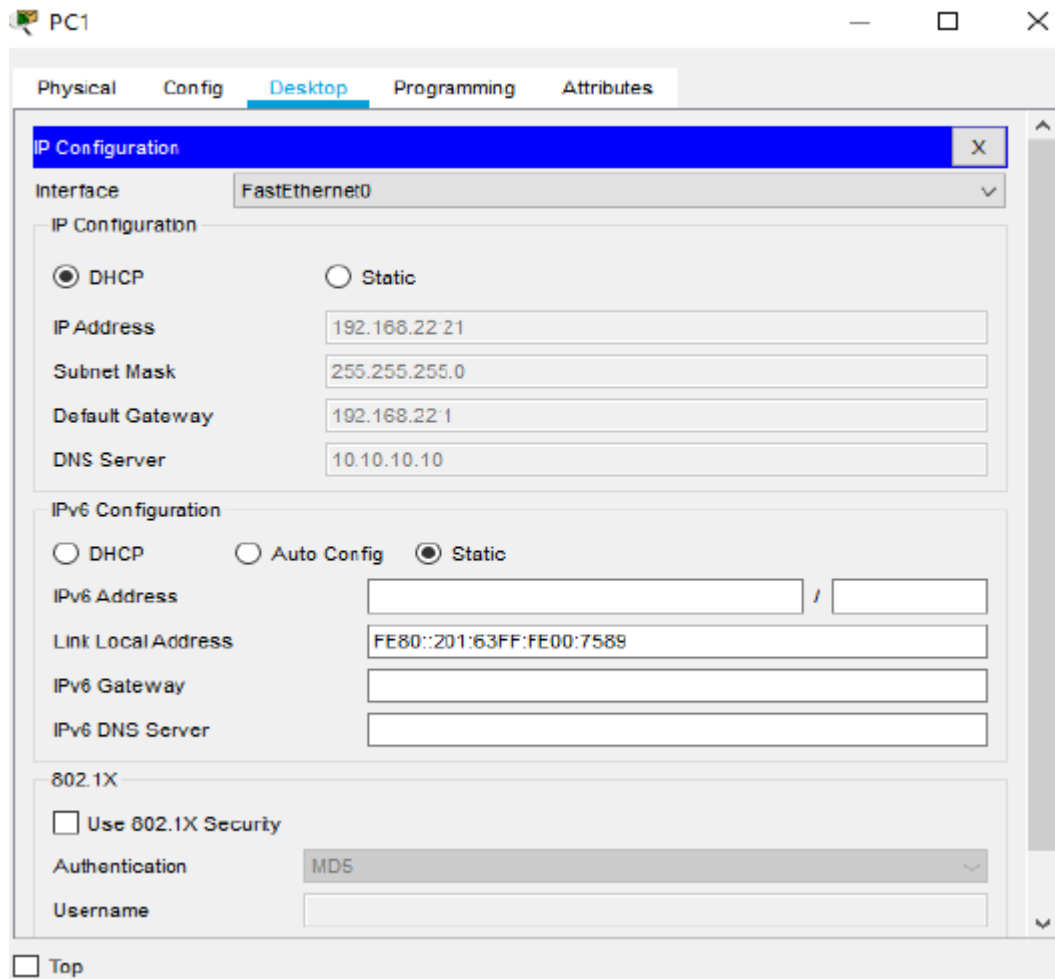 PC1
Physical Config Desktop Programming Attributes
IP Configuration X
Interface FastEthernet0
IP Configuration
DHCP Static
IP Address 192.168.22.21
Subnet Mask 255.255.255.0
Default Gateway 192.168.22.1
DNS Server 10.10.10.10
IPv6 Configuration
DHCP Auto Config Static
IPv6 Address /
Link Local Address FE80::201:63FF:FE00:7589
IPv6 Gateway
IPv6 DNS Server
802.1X
Use 802.1X Security
Authentication MD5
Username
Top